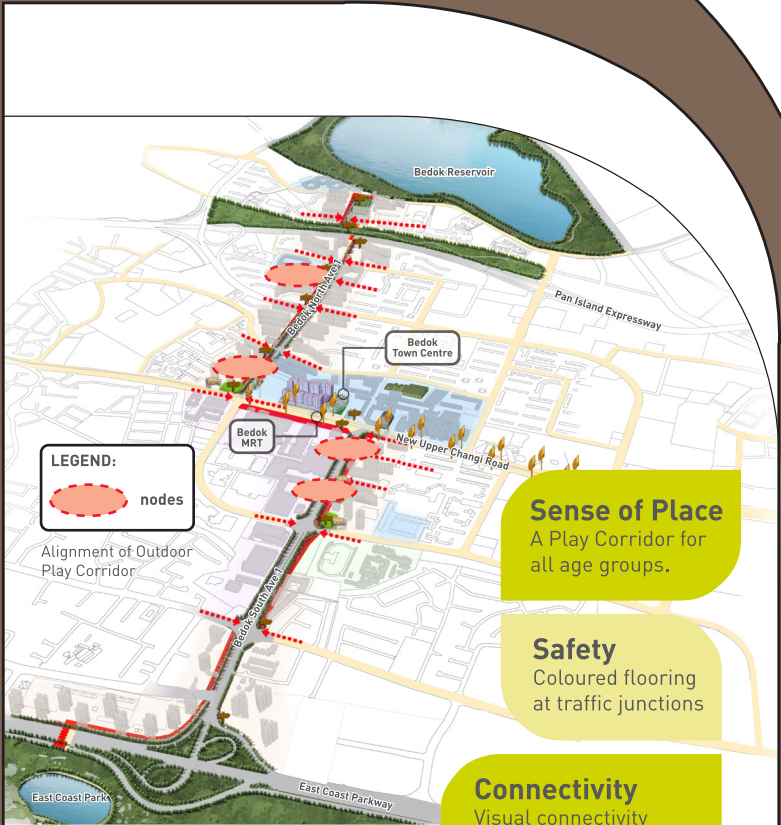 Bedok Reservoir
Pan Island Expressway
Bedok North Ave 1
Bedok
Town Centre
Bedok
MRT
New Upper Changi Road
LEGEND:
nodes
Alignment of Outdoor
Play Corridor
Bedok South Ave 1
East Coast Park
East Coast Parkway
Sense of Place
A Play Corridor for
all age groups.
Safety
Coloured flooring
at traffic junctions
Connectivity
Visual connectivity